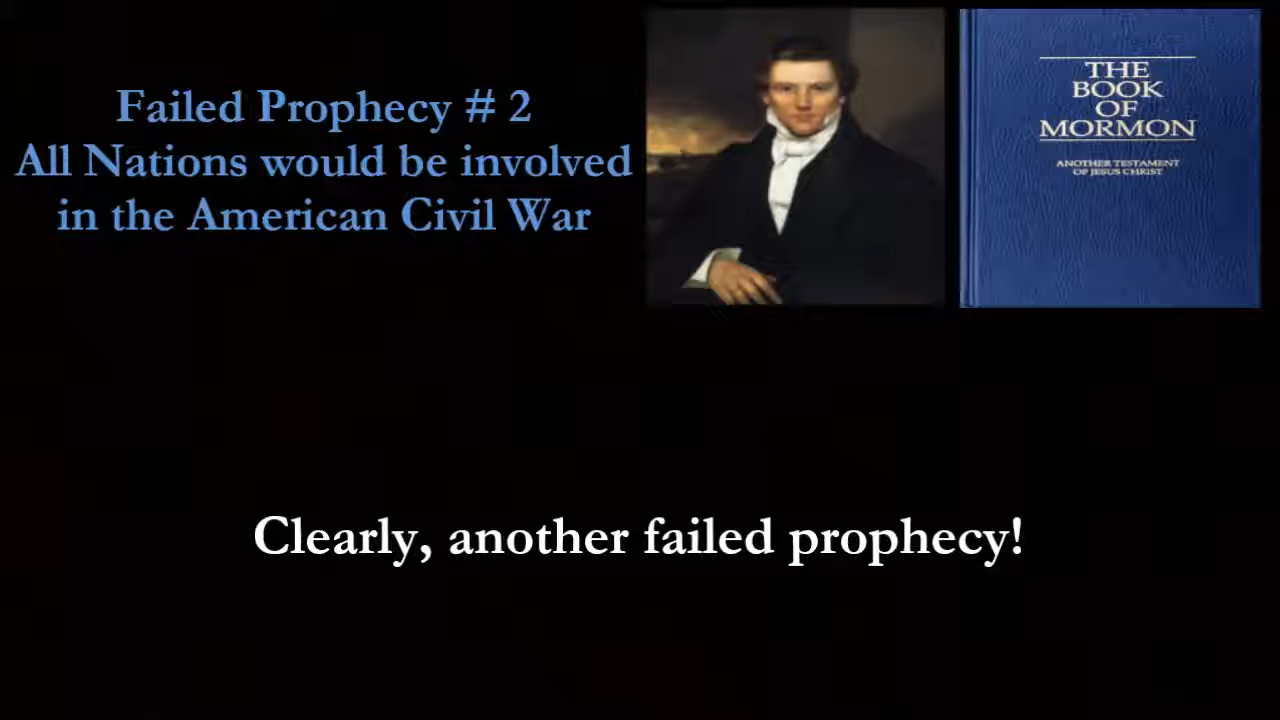 Failed Prophecy # 2
All Nations would be involved
in the American Civil War
THE
BOOK
OF
MORMON
ANOTHER TESTAMENT
OF JESUS CHRIST
Clearly, another failed prophecy!